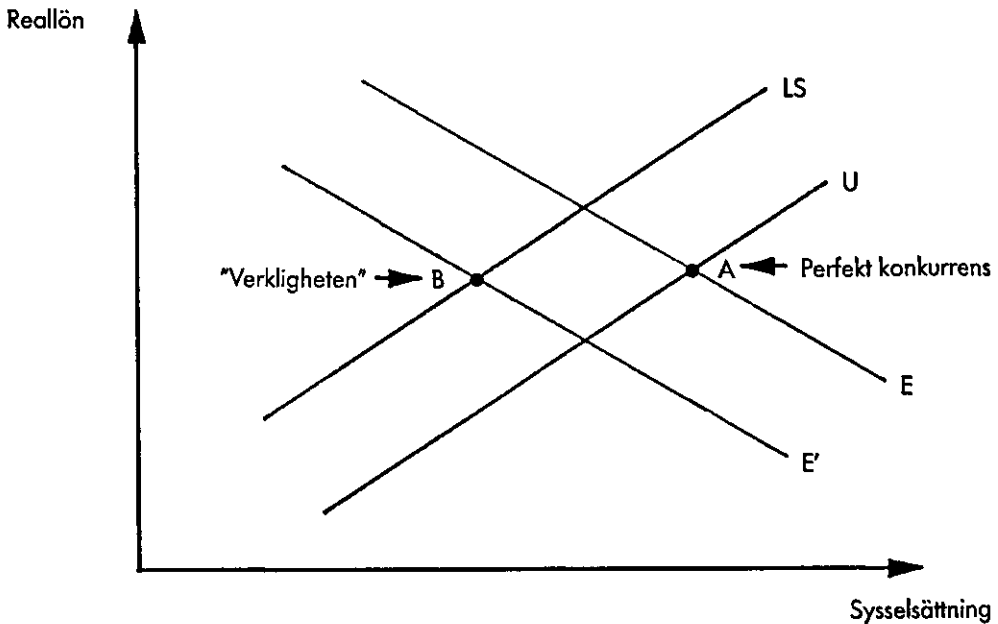 Reallön
LS
U
"Verkligheten" B
A Perfekt konkurrens
E
E'
Sysselsättning